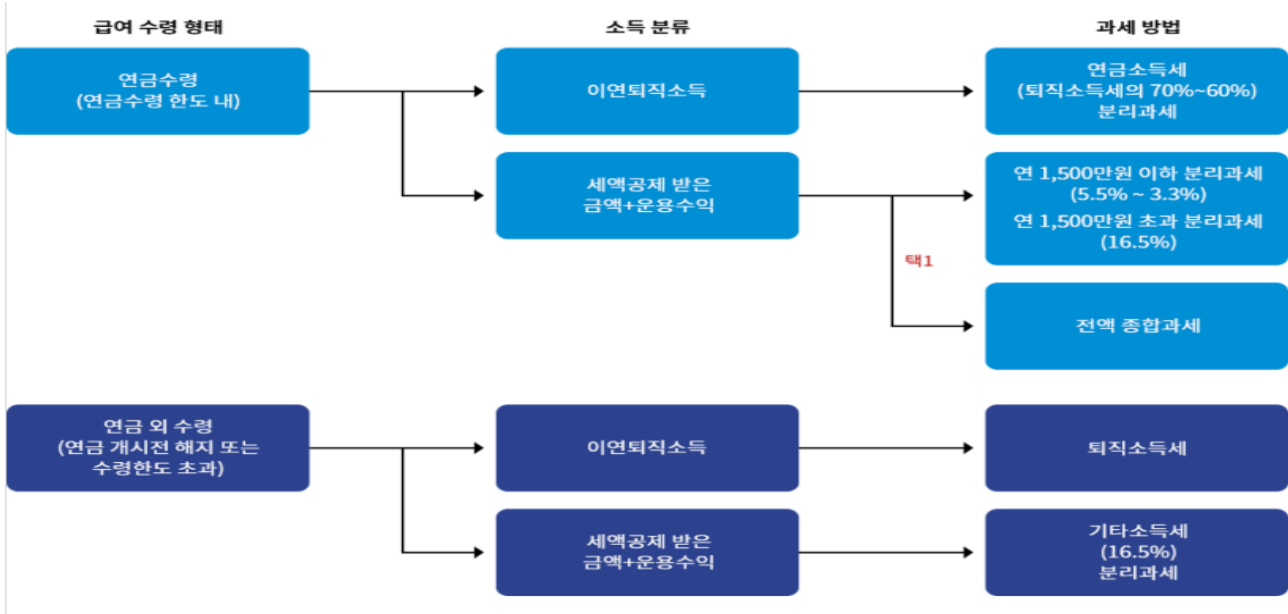 급여 수령 형태
소득 분류
과세 방법
연금수령
(연금수령 한도 내)
이연퇴직소득
연금소득세
(퇴직소득세의 70%~60%)
분리과세
세액공제 받은
금액+운용수익
연 1,500만원 이하 분리과세
(5.5% ~ 3.3%)
연 1,500만원 초과 분리과세
(16.5%)
택1
전액 종합과세
연금 외 수령
(연금 개시전 해지 또는
수령한도 초과)
이연퇴직소득
퇴직소득세
세액공제 받은
금액+운용수익
기타소득세
(16.5%)
분리과세